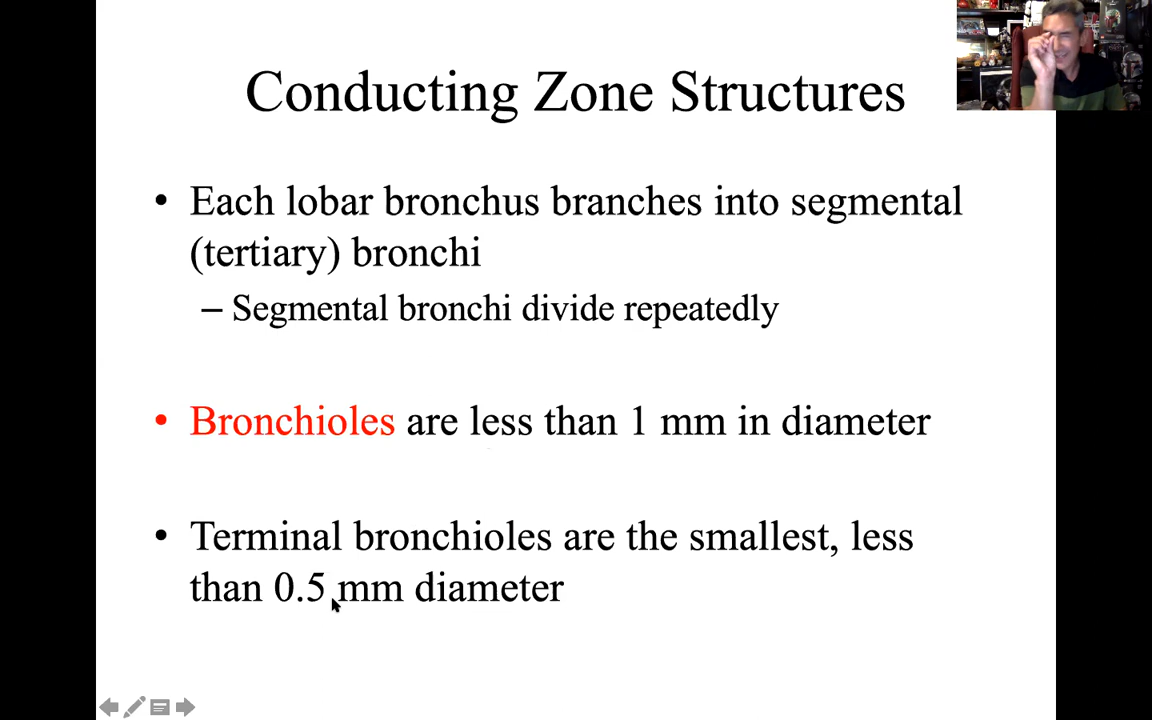 Conducting Zone Structures
• Each lobar bronchus branches into segmental
(tertiary) bronchi
– Segmental bronchi divide repeatedly
• Bronchioles are less than 1 mm in diameter
• Terminal bronchioles are the smallest, less
than 0.5 mm diameter